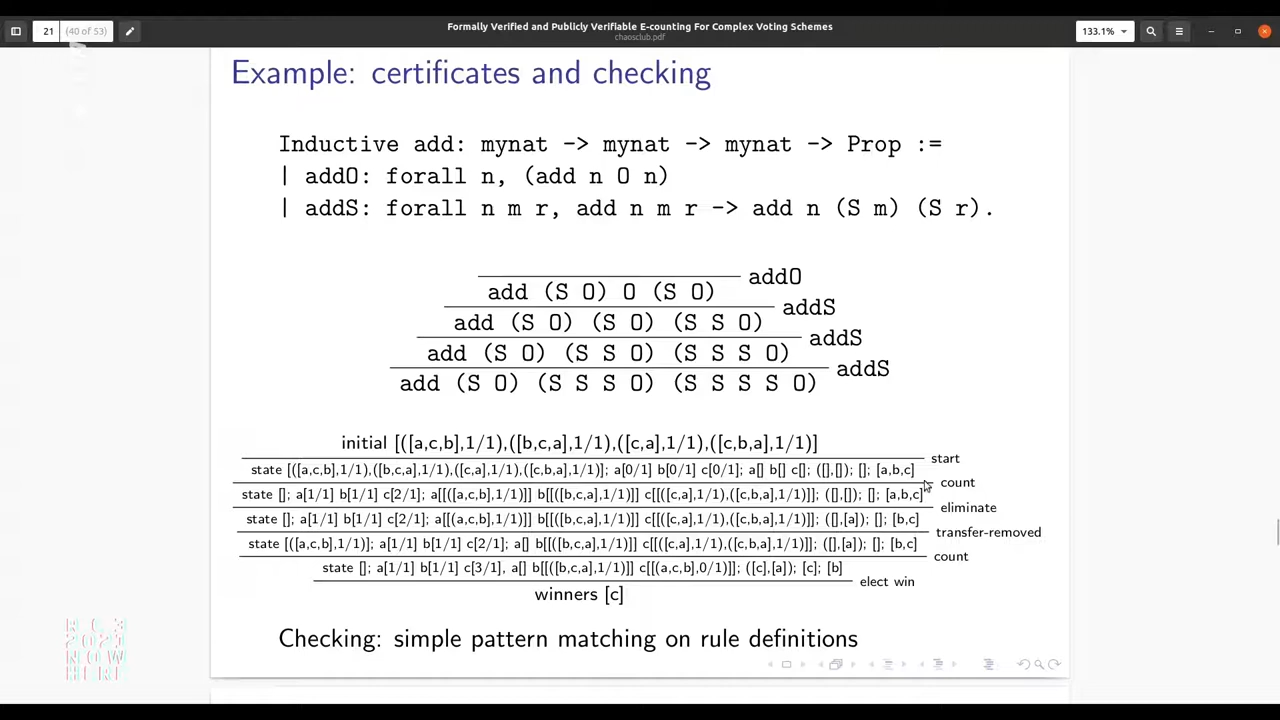 Formally Verified and Publicly Verifiable E-counting For Complex Voting Schemes
chaosclub.pdf
21 (40 of 53)
133.1%
Example: certificates and checking
Inductive add: mynat -> mynat -> mynat -> Prop :=
| addO: forall n, (add n O n)
| addS: forall n m r, add n m r -> add n (S m) (S r).
addO
add (S O) O (S O)
addS
add (S O) (S O) (S S O)
addS
add (S O) (S S O) (S S S O)
addS
add (S O) (S S S O) (S S S S O)
initial [([a,c,b],1/1),([b,c,a],1/1),([c,a],1/1),([c,b,a],1/1)]
start
state [([a,c,b],1/1),([b,c,a],1/1),([c,a],1/1),([c,b,a],1/1)]; a[0/1] b[0/1] c[0/1]; a[] b[] c[]; ([],[]); []; [a,b,c]
count
state []; a[1/1] b[1/1] c[2/1]; a[[([a,c,b],1/1)]] b[[([b,c,a],1/1)]] c[[([c,a],1/1),([c,b,a],1/1)]]; ([],[]); []; [a,b,c]
eliminate
state []; a[1/1] b[1/1] c[2/1]; a[[(a,c,b],1/1)]] b[[([b,c,a],1/1)]] c[[([c,a],1/1),([c,b,a],1/1)]]; ([],[a]); []; [b,c]
transfer-removed
state [([a,c,b],1/1)]; a[1/1] b[1/1] c[2/1]; a[] b[[([b,c,a],1/1)]] c[[([c,a],1/1),([c,b,a],1/1)]]; ([],[a]); []; [b,c]
count
state []; a[1/1] b[1/1] c[3/1], a[] b[[([b,c,a],1/1)]] c[[(a,c,b],0/1)]]; ([c],[a]); [c]; [b]
elect win
winners [c]
Checking: simple pattern matching on rule definitions
RC3
2021
NOW
HERE